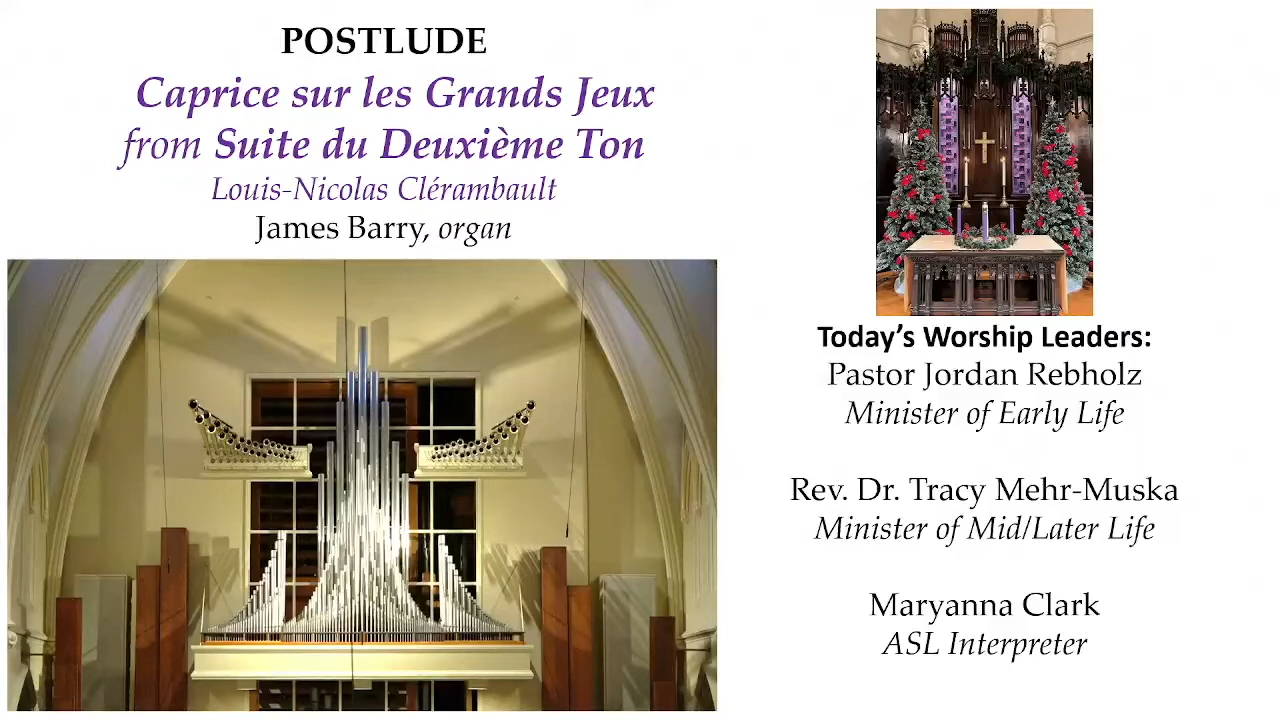 POSTLUDE
Caprice sur les Grands Jeux
from Suite du Deuxième Ton
Louis-Nicolas Clérambault
James Barry, organ
Today's Worship Leaders:
Pastor Jordan Rebholz
Minister of Early Life
Rev. Dr. Tracy Mehr-Muska
Minister of Mid/Later Life
Maryanna Clark
ASL Interpreter